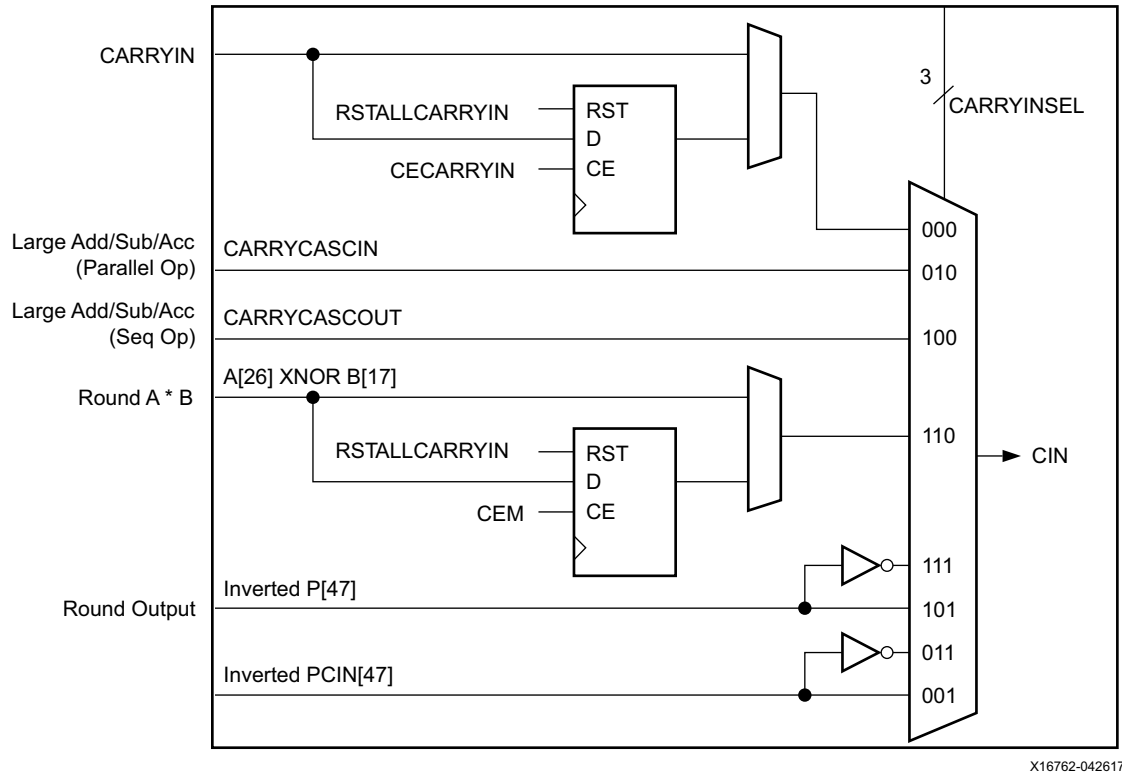 CARRYIN
3
CARRYINSEL
RSTALLCARRYIN
RST
D
CECARRYIN
CE
Large Add/Sub/Acc
(Parallel Op)
CARRYCASCIN
000
010
Large Add/Sub/Acc
(Seq Op)
CARRYCASCOUT
100
A[26] XNOR B[17]
Round A * B
110
RSTALLCARRYIN
RST
D
CEM
CE
CIN
111
Inverted P[47]
Round Output
101
011
Inverted PCIN[47]
001
X16762-042617